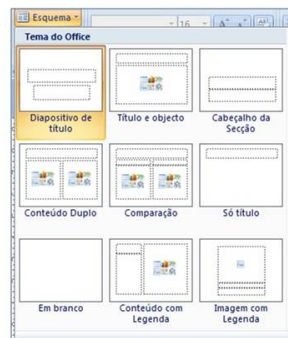 Esquema
16
Tema do Office
Diapositivo de título
Título e objecto
Cabeçalho da Secção
Conteúdo Duplo
Comparação
Só título
Em branco
Conteúdo com Legenda
Imagem com Legenda